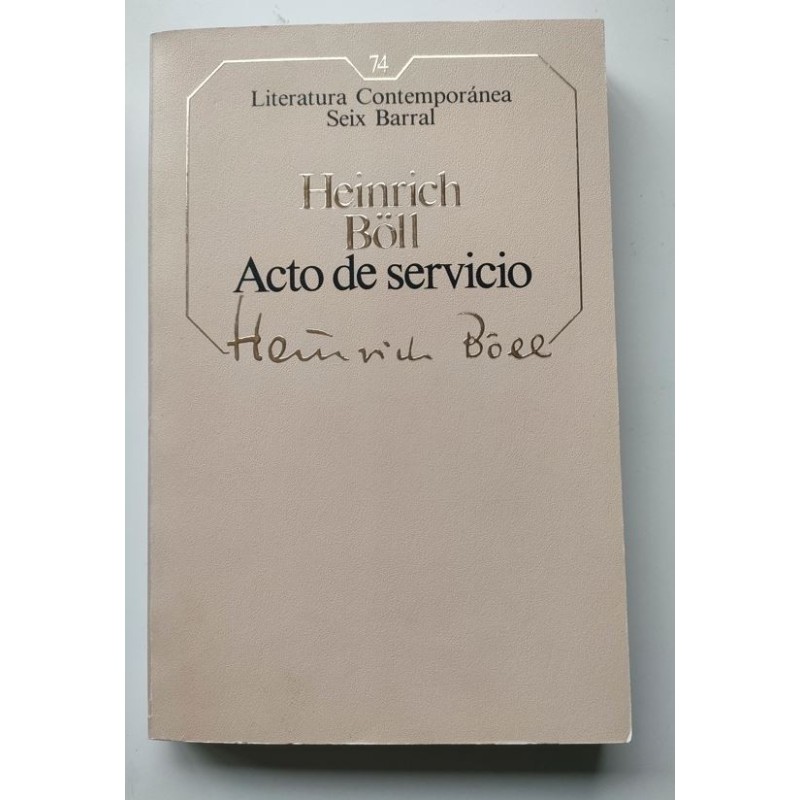 74
Literatura Contemporánea
Seix Barral
Heinrich
Böll
Acto de servicio
Heinrich Böll